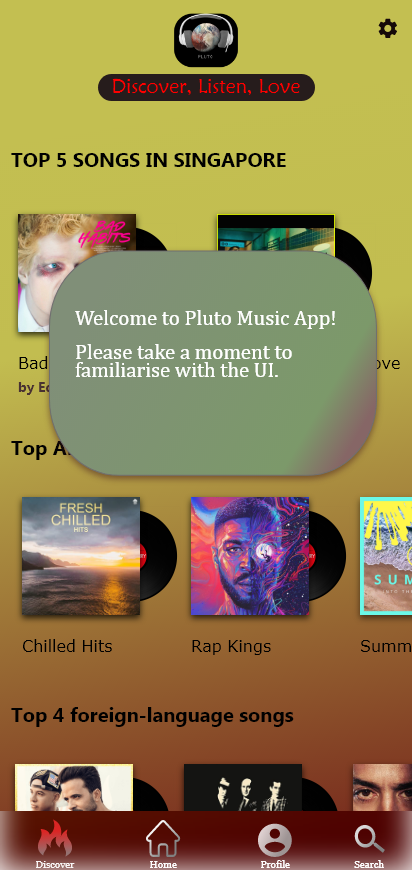 PLUTO
Discover, Listen, Love
TOP 5 SONGS IN SINGAPORE
BAD
HABITS
Welcome to Pluto Music App!
Please take a moment to
familiarise with the UI.
Bad
ove
by Ed
Top A
FRESH
CHILLED
HITS
BY
SUM
Chilled Hits
Rap Kings
Summ
Top 4 foreign-language songs
Discover
Home
Profile
Search